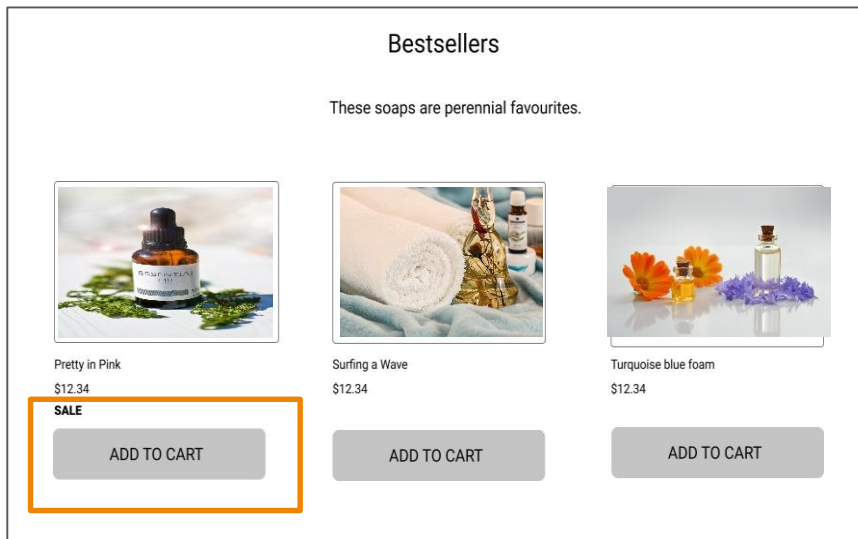 Bestsellers
These soaps are perennial favourites.
Pretty in Pink
$12.34
SALE
ADD TO CART
Surfing a Wave
$12.34
ADD TO CART
Turquoise blue foam
$12.34
ADD TO CART